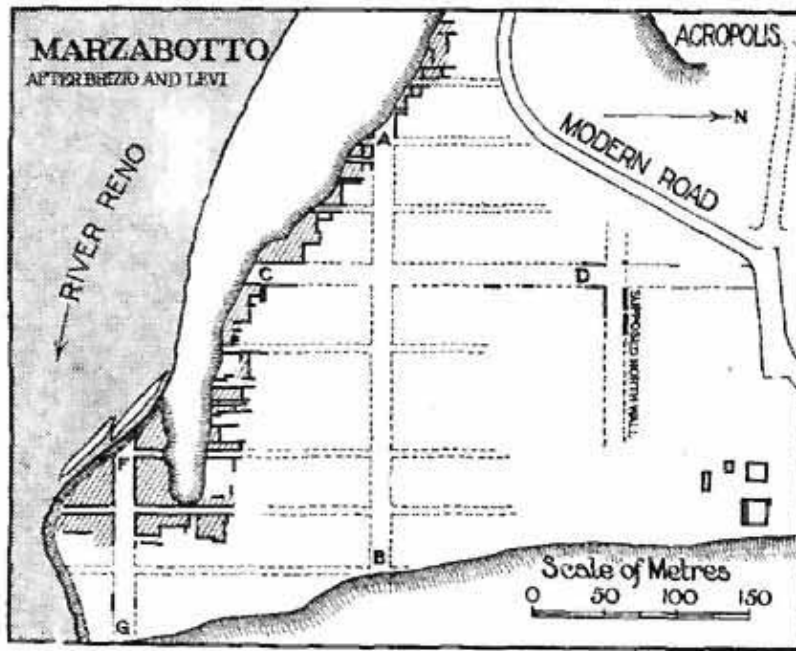 MARZABOTTO
AFTER BRIZIO AND LEVI
ACROPOLIS
N
MODERN ROAD
RIVER RENO
A
C
D
SUPPOSED NORTH WALL
F
B
G
Scale of Metres
0 50 100 150